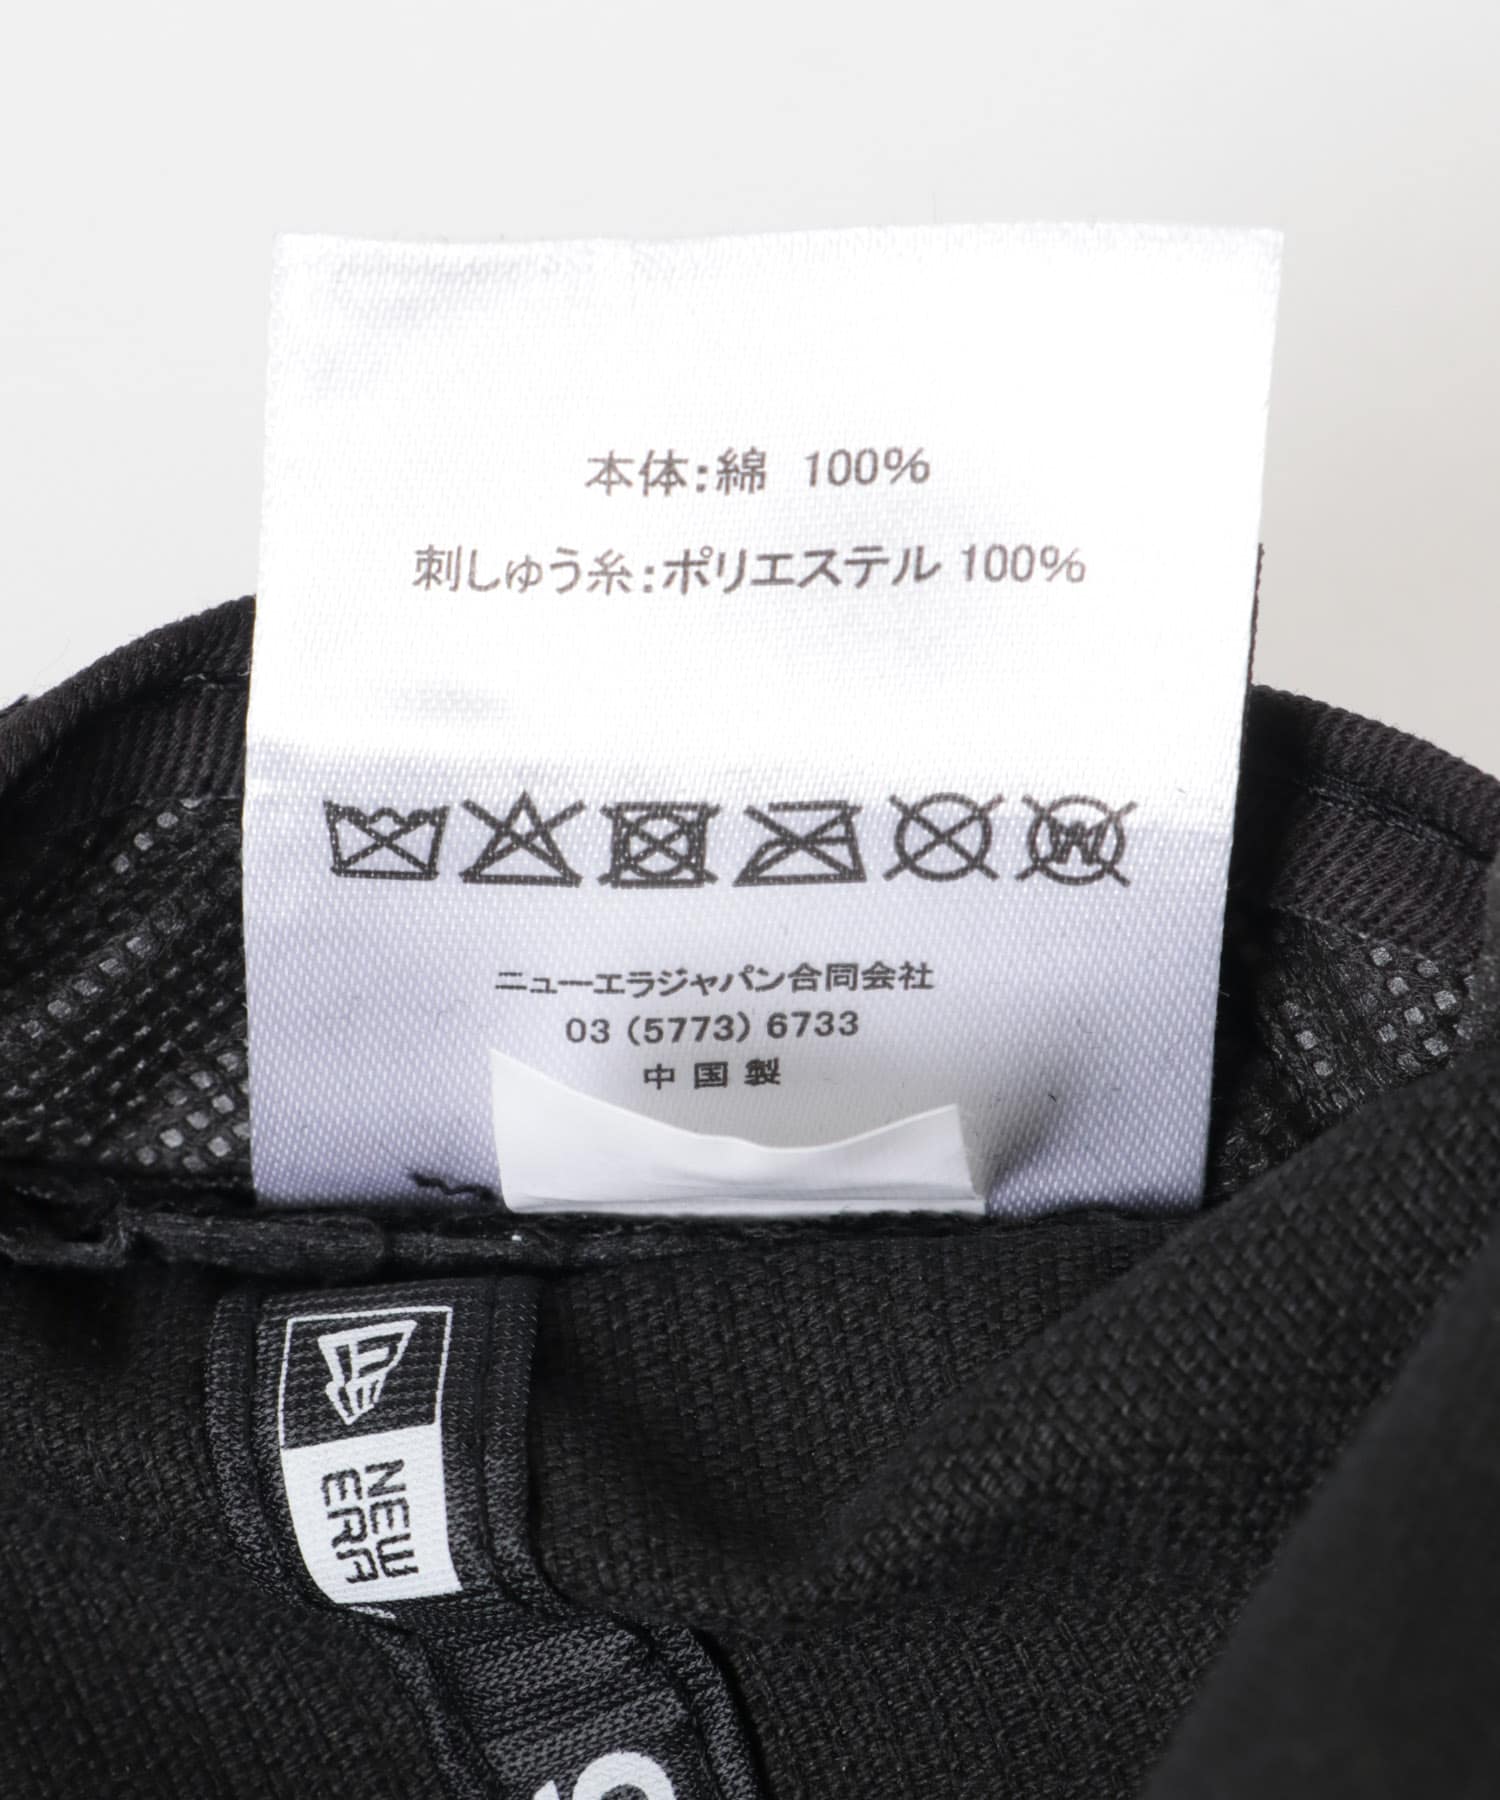 本体:綿 100%
刺しゅう糸:ポリエステル 100%
W
ニューエラジャパン合同会社
03 (5773) 6733
中国製
NEW
ERA